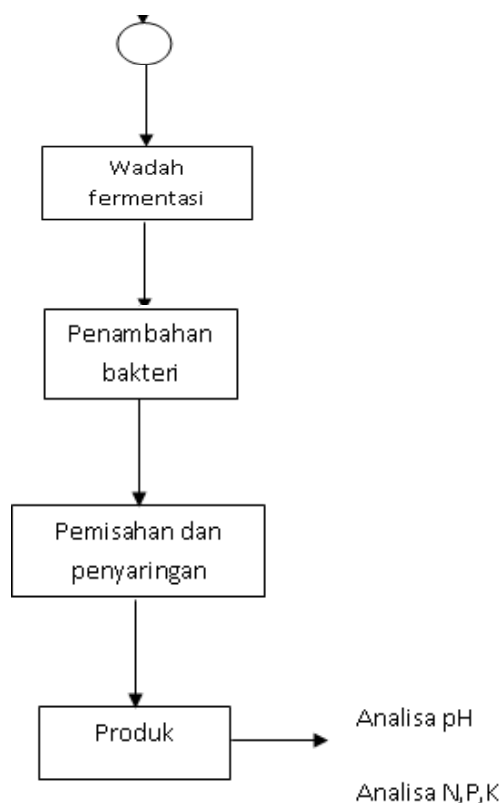 Wadah
fermentasi
Penambahan
bakteri
Pemisahan dan
penyaringan
Produk
Analisa pH
Analisa N,P,K